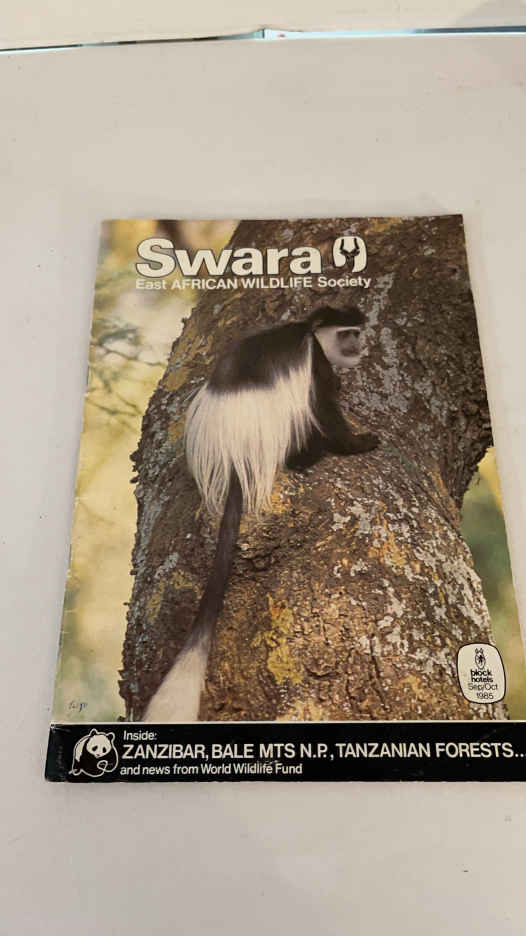 Swara
East AFRICAN WILDLIFE Society
block
hotels
Sep/Oct
1985
Inside:
ZANZIBAR, BALE MTS N.P., TANZANIAN FORESTS...
and news from World Wildlife Fund